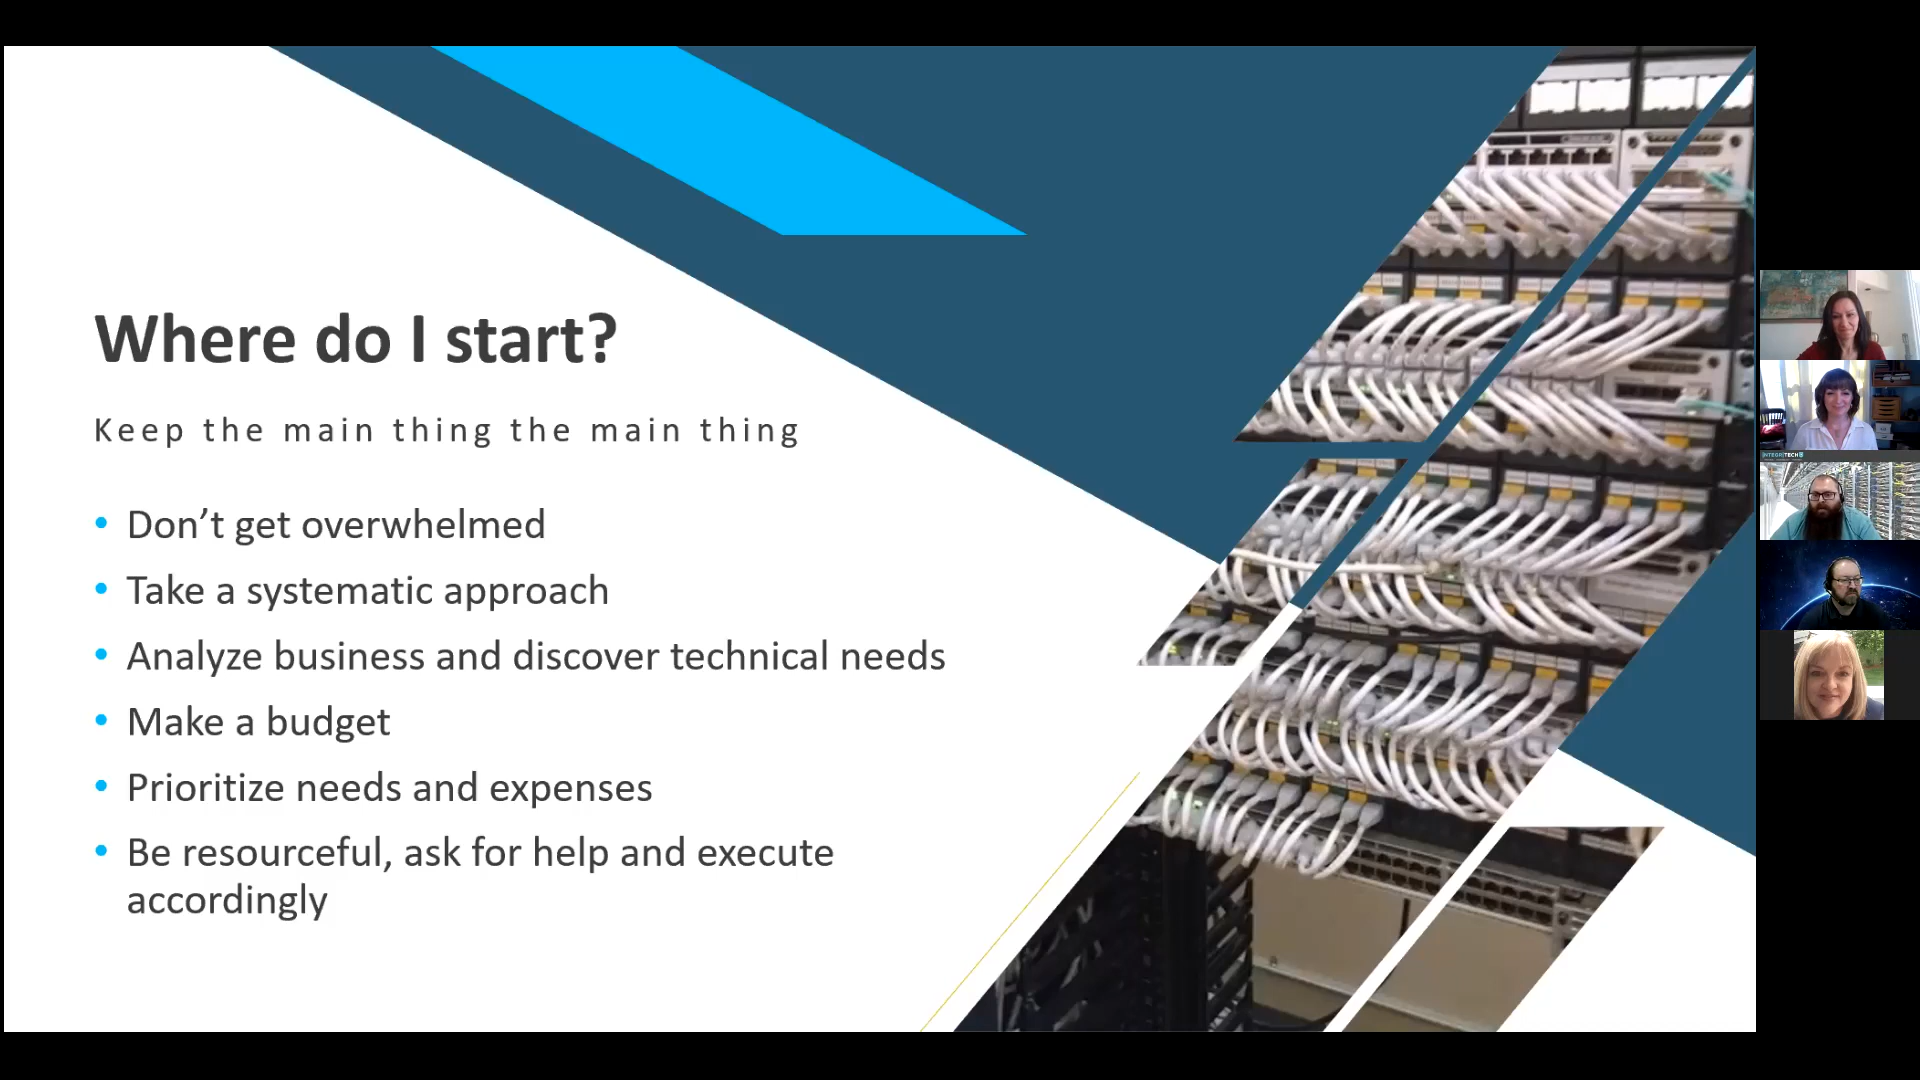 Where do I start?
Keep the main thing the main thing
• Don’t get overwhelmed
• Take a systematic approach
• Analyze business and discover technical needs
• Make a budget
• Prioritize needs and expenses
• Be resourceful, ask for help and execute
accordingly
INTEGRITECH